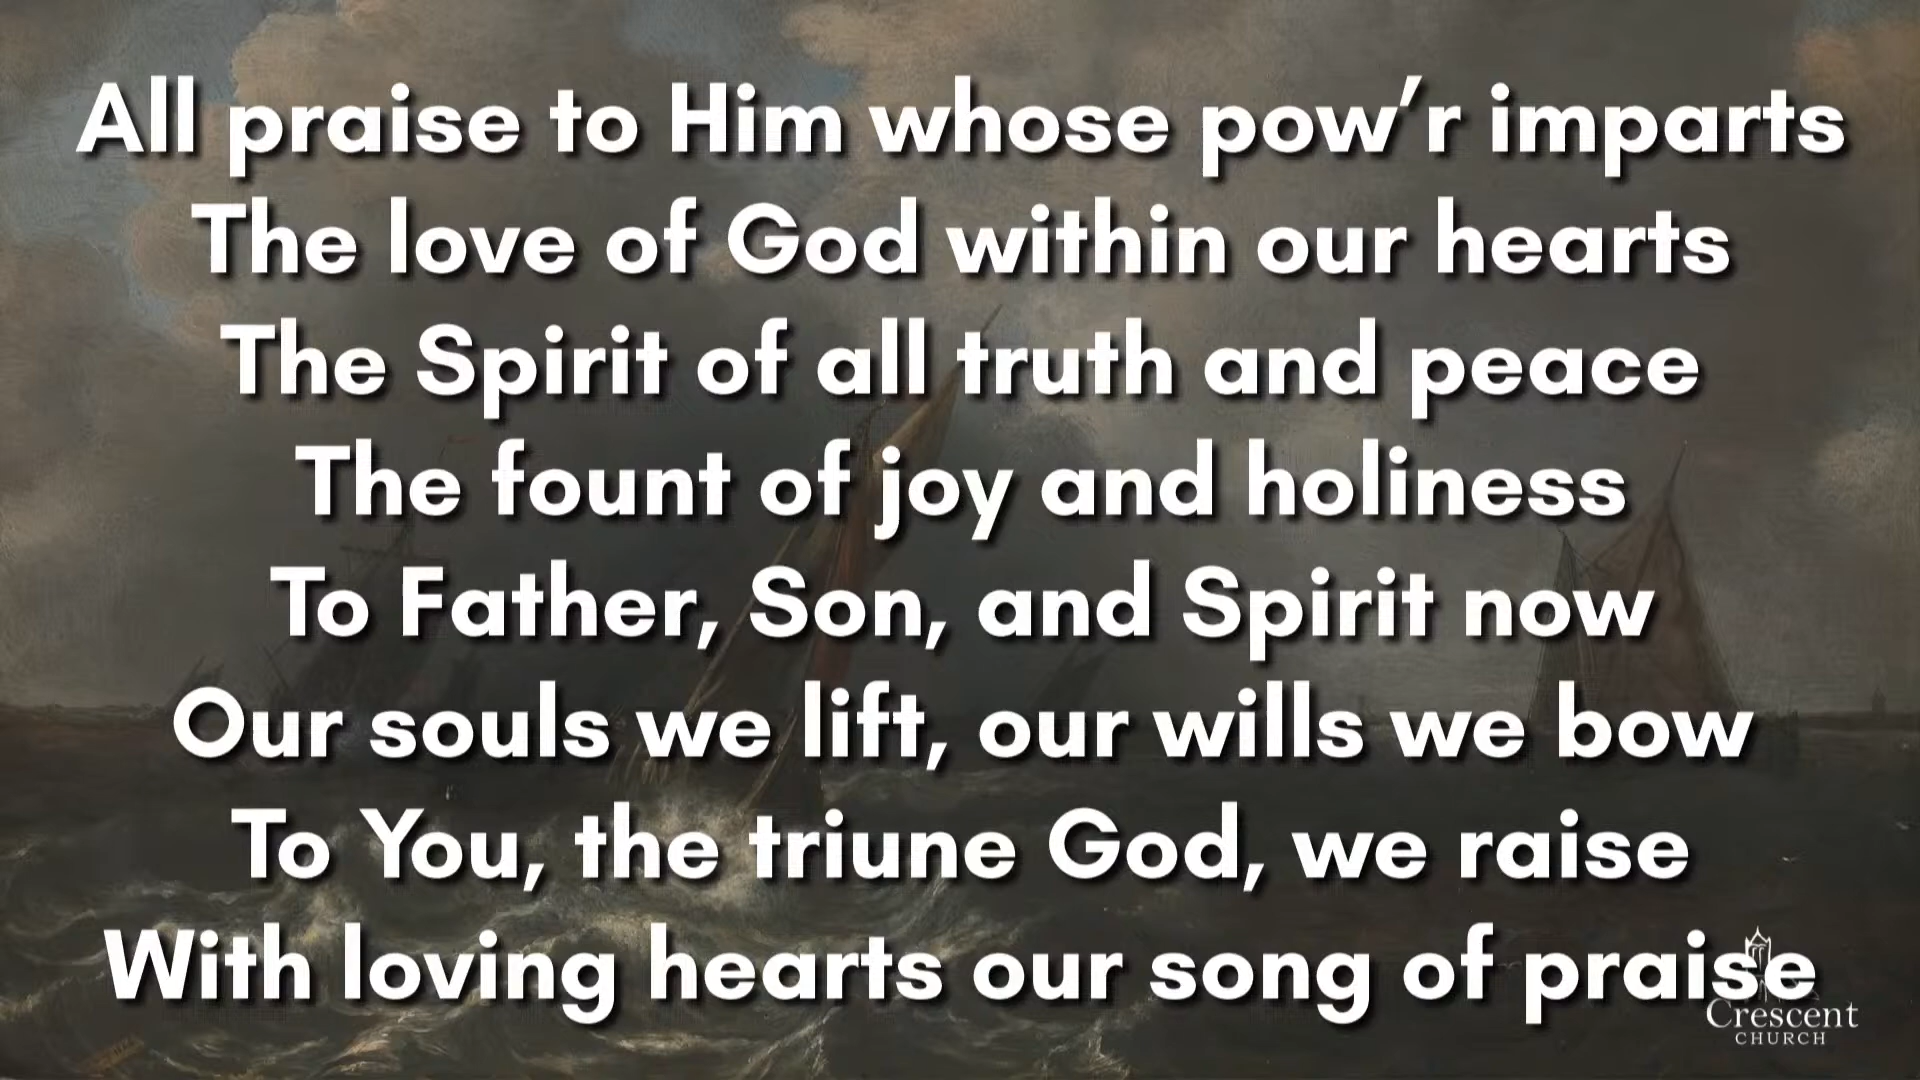 All praise to Him whose pow’r imparts
The love of God within our hearts
The Spirit of all truth and peace
The fount of joy and holiness
To Father, Son, and Spirit now
Our souls we lift, our wills we bow
To You, the triune God, we raise
With loving hearts our song of praise
Crescent
CHURCH